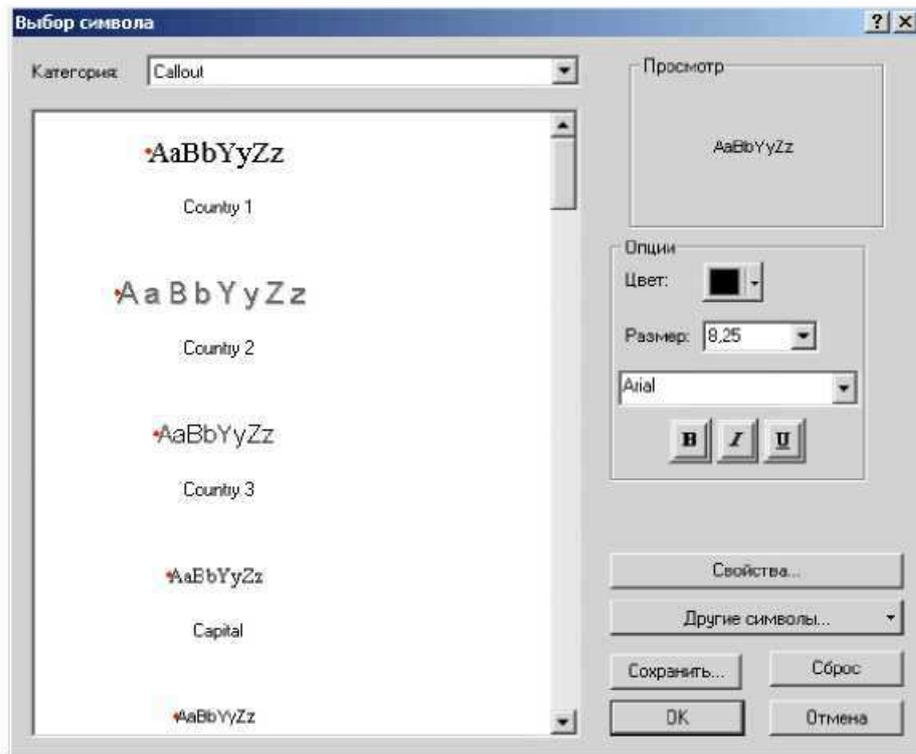 Выбор символа
Категория: Callout
AaBbYyZz
Country 1
AaBbYyZz
Country 2
AaBbYyZz
Country 3
AaBbYyZz
Capital
AaBbYyZz
Просмотр
AaBbYyZz
Опции
Цвет:
Размер: 8,25
Arial
B I U
Свойства...
Другие символы...
Сохранить... Сброс
OK Отмена